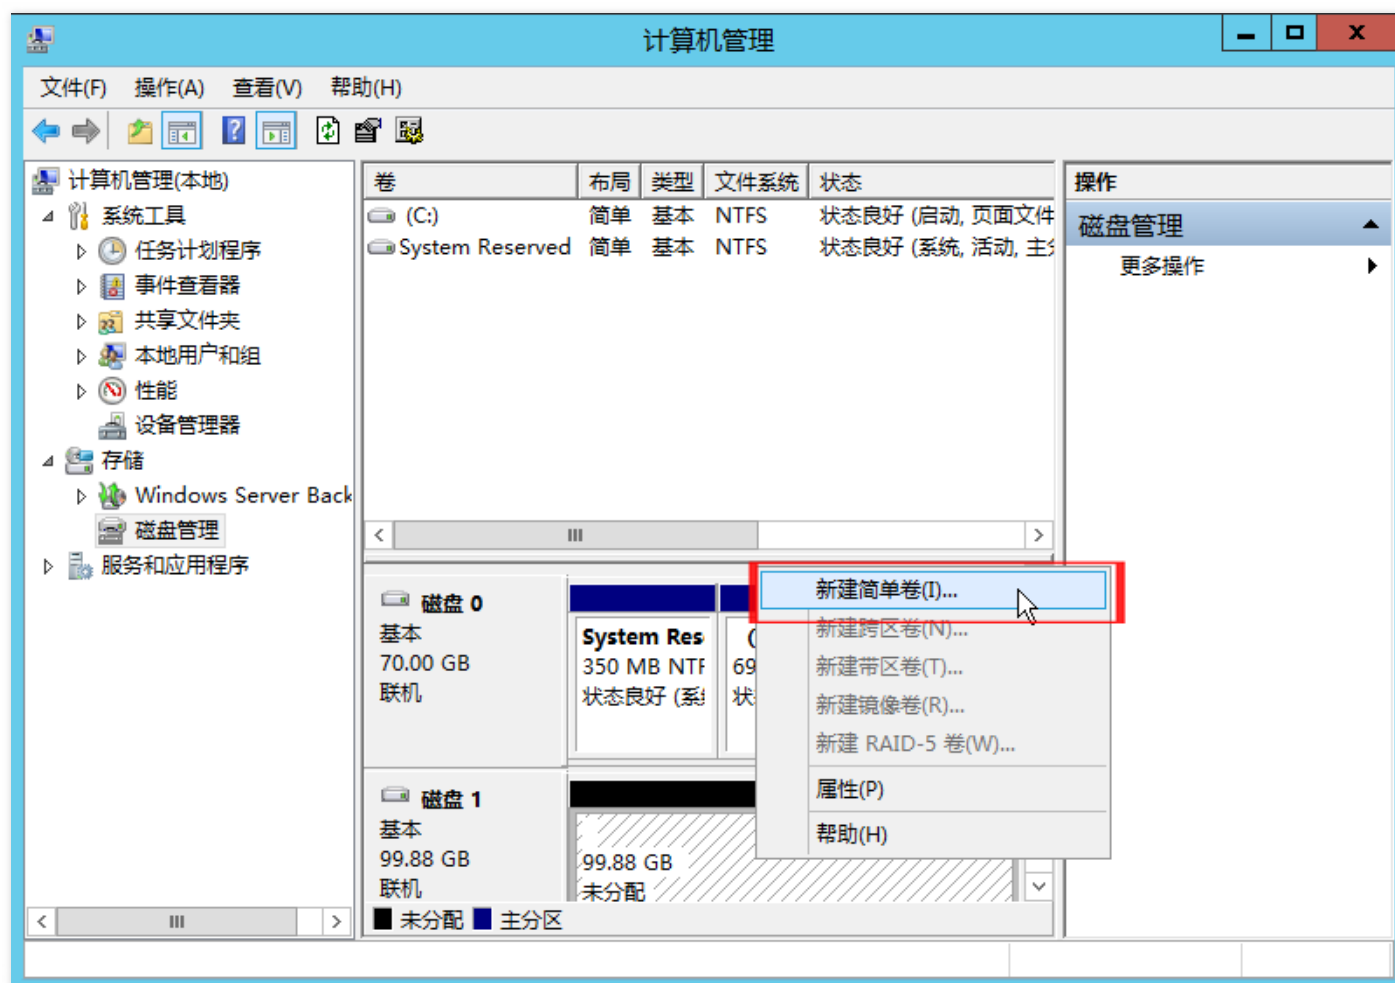 计算机管理
文件(F) 操作(A) 查看(V) 帮助(H)
计算机管理(本地)
系统工具
任务计划程序
事件查看器
共享文件夹
本地用户和组
性能
设备管理器
存储
Windows Server Back
磁盘管理
服务和应用程序
卷 布局 类型 文件系统 状态
(C:) 简单 基本 NTFS 状态良好 (启动, 页面文件
System Reserved 简单 基本 NTFS 状态良好 (系统, 活动, 主
操作
磁盘管理
更多操作
磁盘 0
基本
70.00 GB
联机
System Res
350 MB NTF
状态良好 (系
(
69
状
磁盘 1
基本
99.88 GB
联机
99.88 GB
未分配
新建简单卷(I)...
新建跨区卷(N)...
新建带区卷(T)...
新建镜像卷(R)...
新建 RAID-5 卷(W)...
属性(P)
帮助(H)
未分配 主分区